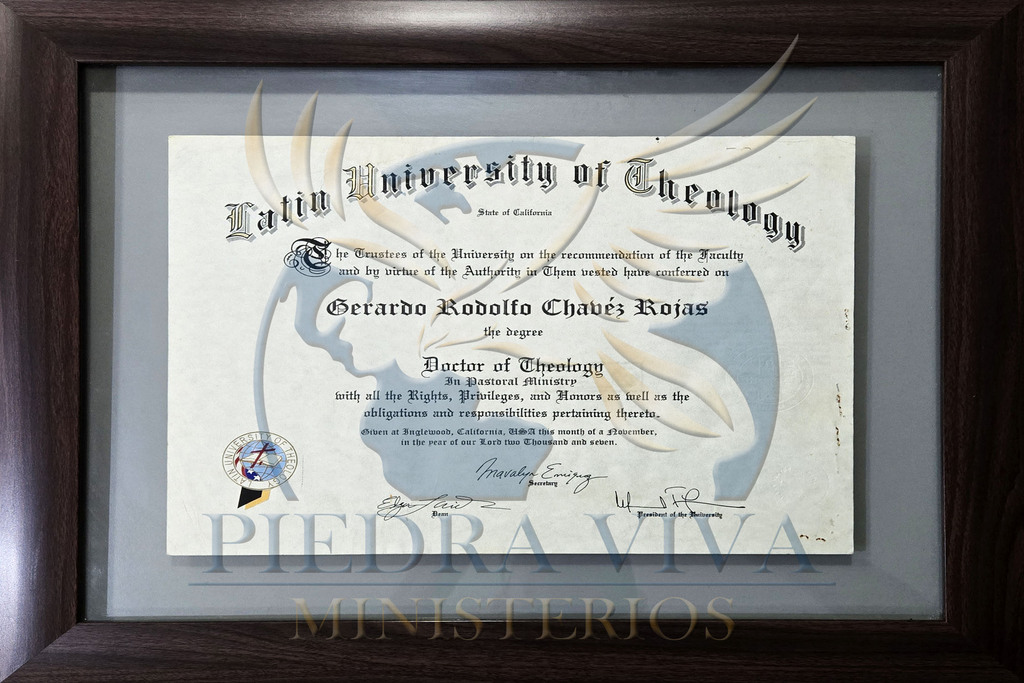 Latin University of Theology
State of California
The Trustees of the University on the recommendation of the Faculty
and by virtue of the Authority in Them vested have conferred on
Gerardo Rodolfo Chavéz Rojas
the degree
Doctor of Theology
In Pastoral Ministry
with all the Rights, Privileges, and Honors as well as the
obligations and responsibilities pertaining thereto.
Given at Inglewood, California, USA this month of a November,
in the year of our Lord two Thousand and seven.
LATIN UNIVERSITY OF THEOLOGY
Secretary
Dean
President of the University
PIEDRA VIVA
MINISTERIOS